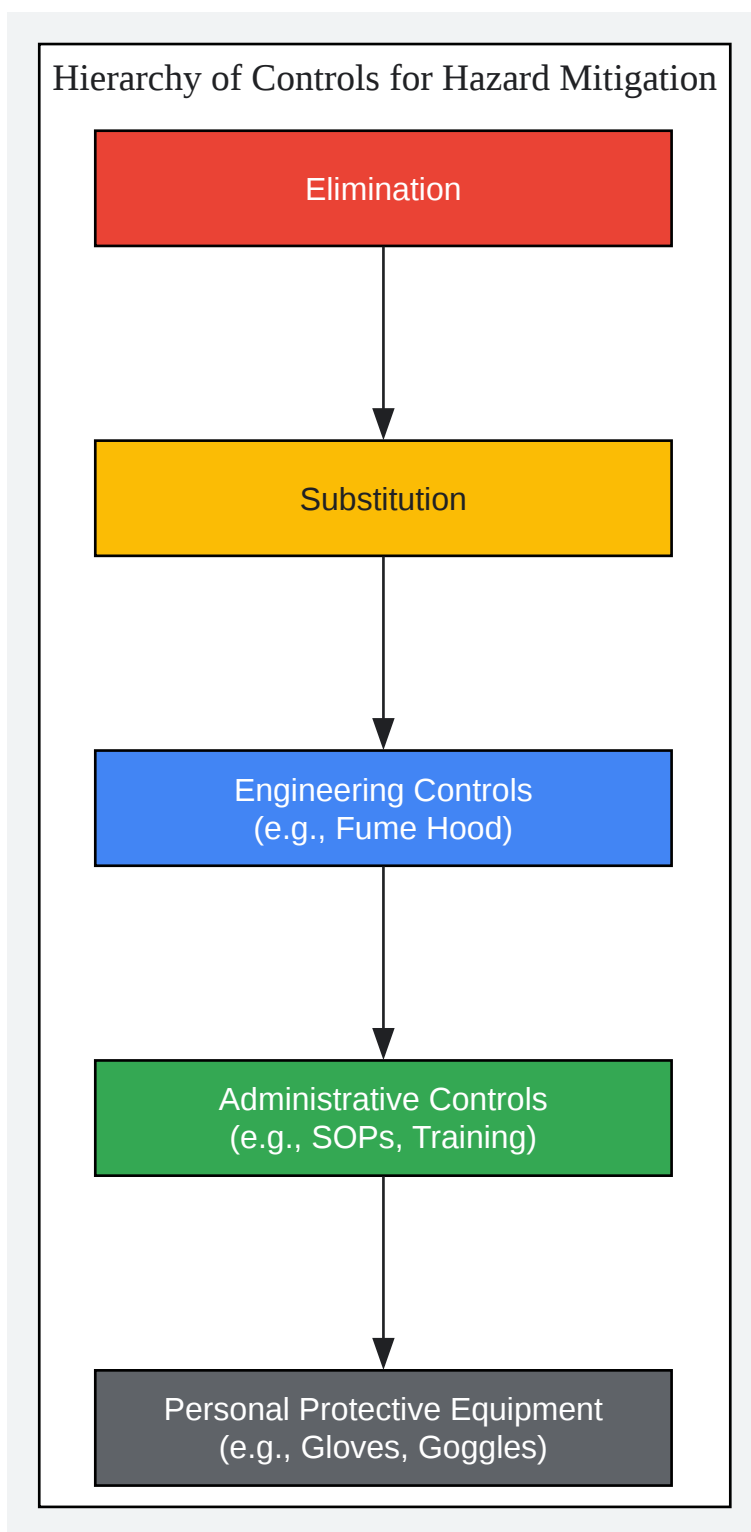 Hierarchy of Controls for Hazard Mitigation
Elimination
Substitution
Engineering Controls
(e.g., Fume Hood)
Administrative Controls
(e.g., SOPs, Training)
Personal Protective Equipment
(e.g., Gloves, Goggles)